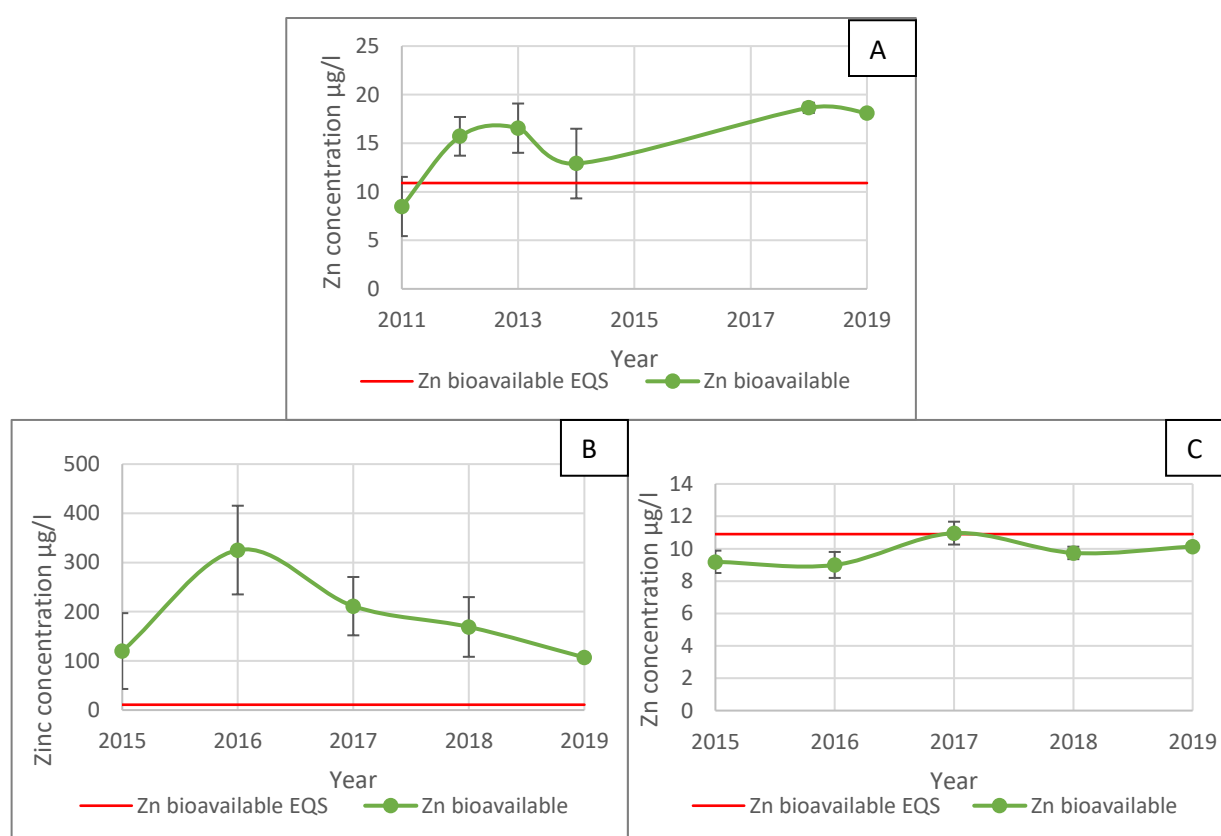 A
Zn concentration µg/l
25
20
15
10
5
0
2011 2013 2015 2017 2019
Year
Zn bioavailable EQS Zn bioavailable
B
Zinc concentration µg/l
500
400
300
200
100
0
2015 2016 2017 2018 2019
Year
Zn bioavailable EQS Zn bioavailable
C
Zn concentration µg/l
14
12
10
8
6
4
2
0
2015 2016 2017 2018 2019
Year
Zn bioavailable EQS Zn bioavailable